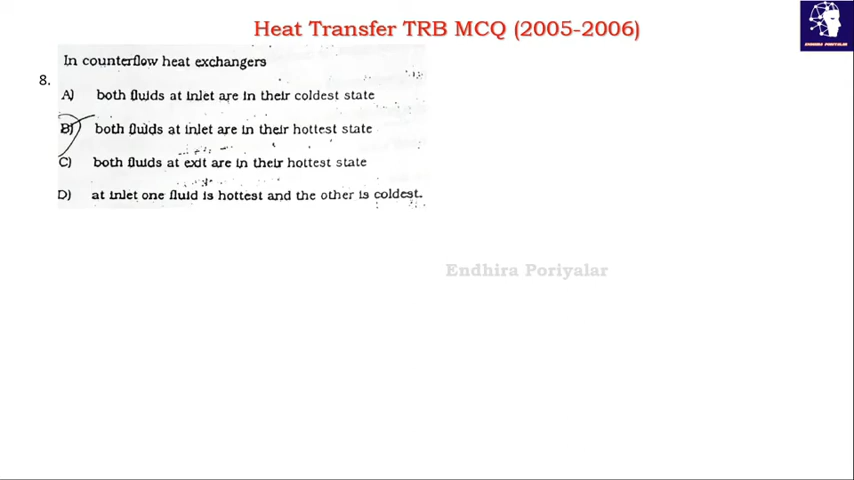 Heat Transfer TRB MCQ (2005-2006)
ENDHIRA PORIYALAR
In counterflow heat exchangers
8.
A) both fluids at inlet are in their coldest state
B) both fluids at inlet are in their hottest state
C) both fluids at exit are in their hottest state
D) at inlet one fluid is hottest and the other is coldest.
Endhira Poriyalar